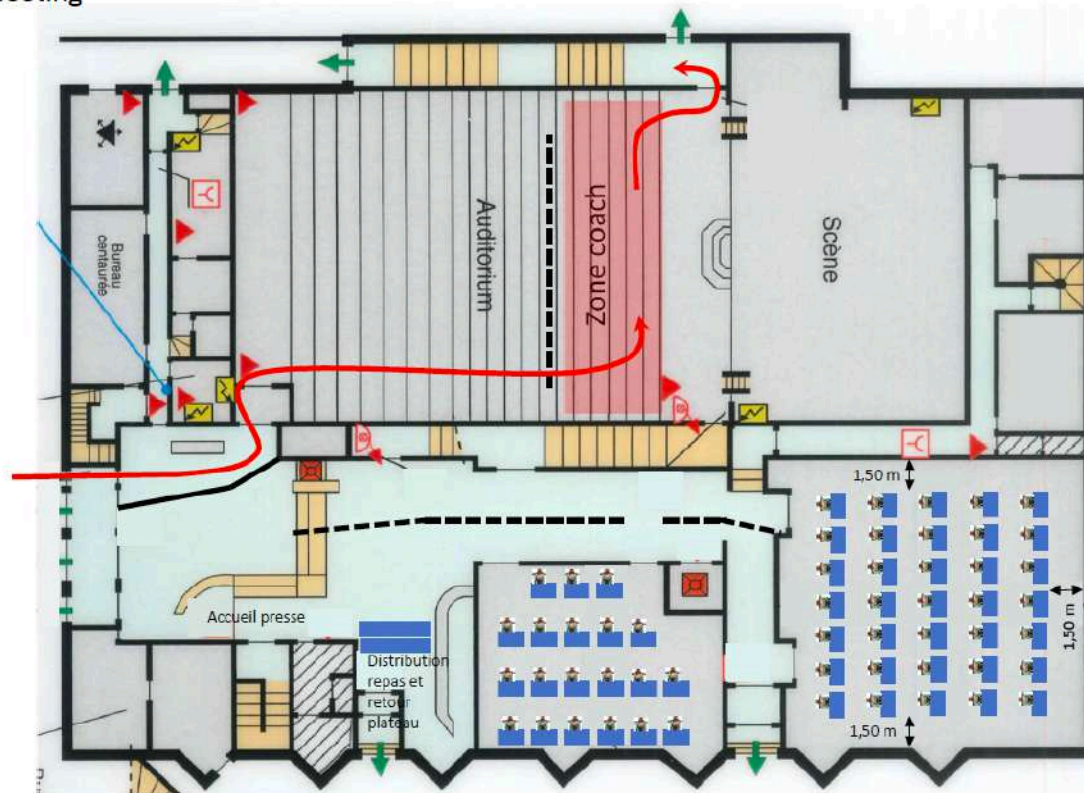 Auditorium
Zone coach
Scène
Bureau
centaurée
1,50 m
1,50 m
1,50 m
Accueil presse
Distribution
repas et
retour
plateau